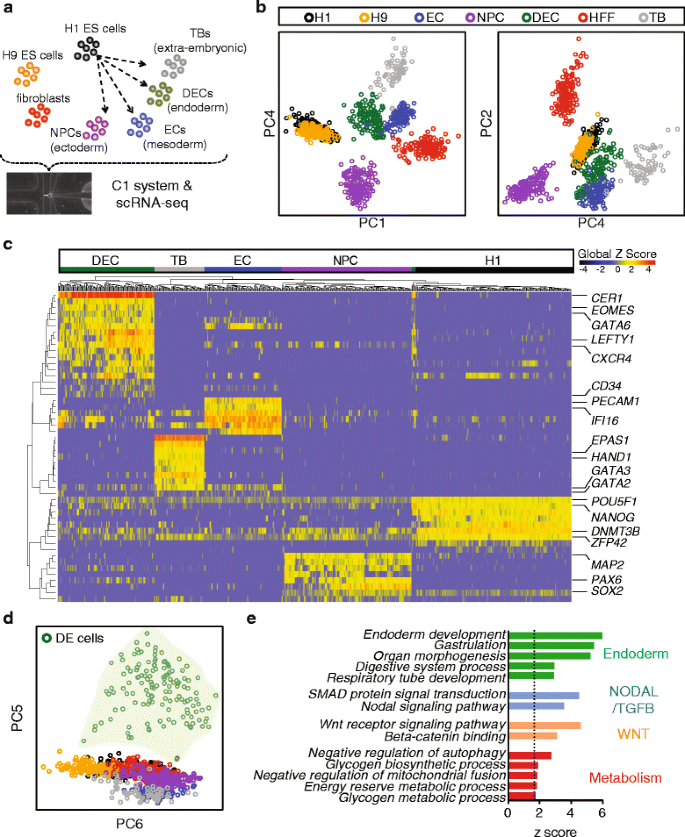 a
H1 ES cells
TBs
(extra-embryonic)
H9 ES cells
DECs
(endoderm)
fibroblasts
NPCs
(ectoderm)
ECs
(mesoderm)
C1 system &
scRNA-seq
b
H1 H9 EC NPC DEC HFF TB
PC4
PC1
PC2
PC4
c
DEC TB EC NPC H1
Global Z Score
-4 -2 0 2 4
CER1
EOMES
GATA6
LEFTY1
CXCR4
CD34
PECAM1
IFI16
EPAS1
HAND1
GATA3
GATA2
POU5F1
NANOG
DNMT3B
ZFP42
MAP2
PAX6
SOX2
d
DE cells
PC5
PC6
e
Endoderm development
Gastrulation
Organ morphogenesis
Digestive system process
Respiratory tube development
Endoderm
SMAD protein signal transduction
Nodal signaling pathway
NODAL
/TGFB
Wnt receptor signaling pathway
Beta-catenin binding
WNT
Negative regulation of autophagy
Glycogen biosynthetic process
Negative regulation of mitochondrial fusion
Energy reserve metabolic process
Glycogen metabolic process
Metabolism
0 2 4 6
z score